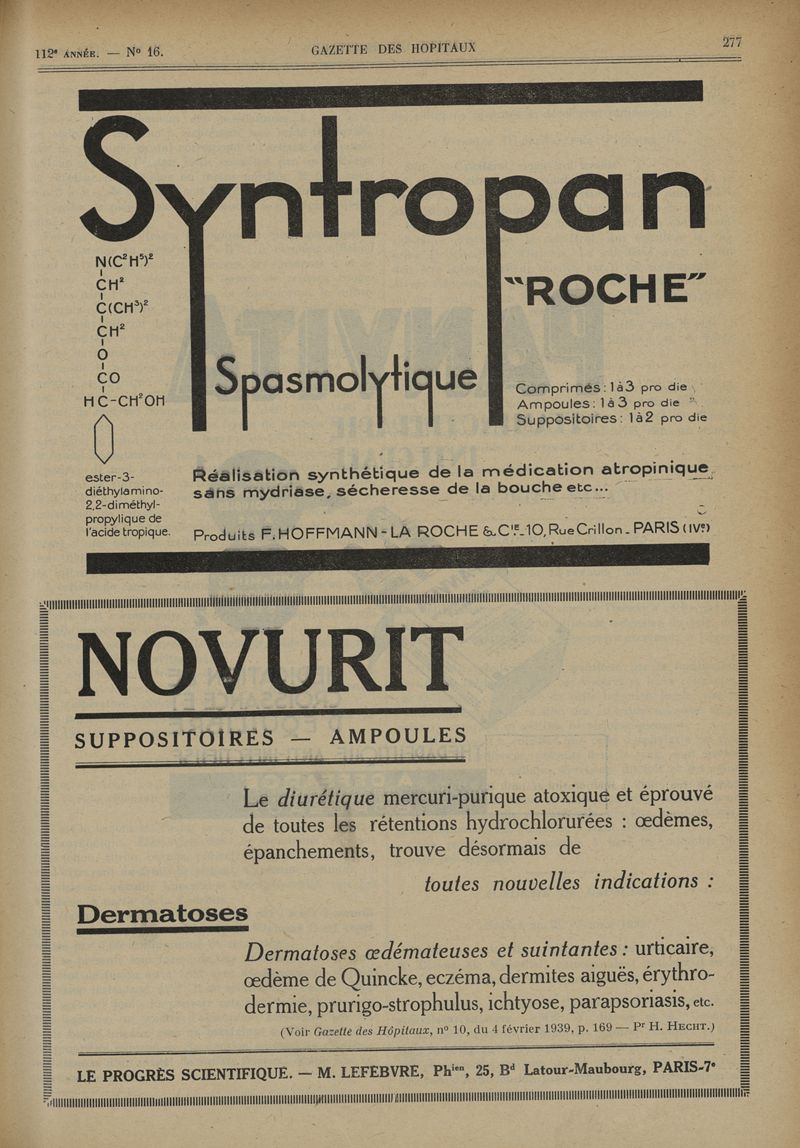 112e ANNÉE. — No 16.
GAZETTE DES HOPITAUX
277
Syntropan
"ROCHE"
N(C²H⁵)²
CH²
C(CH³)²
CH²
O
CO
HC-CH²OH
Spasmolytique
Comprimés: 1à3 pro die
Ampoules: 1à3 pro die
Suppositoires: 1à2 pro die
ester-3-
diéthylamino-
2,2-diméthyl-
propylique de
l'acide tropique.
Réalisation synthétique de la médication atropinique
sans mydriase, sécheresse de la bouche etc...
Produits F. HOFFMANN-LA ROCHE & CIE_10, Rue Crillon_PARIS (IVe)
NOVURIT
SUPPOSITOIRES — AMPOULES
Le diurétique mercuri-purique atoxique et éprouvé
de toutes les rétentions hydrochlorurées : œdèmes,
épanchements, trouve désormais de
toutes nouvelles indications :
Dermatoses
Dermatoses œdémateuses et suintantes : urticaire,
œdème de Quincke, eczéma, dermites aiguës, érythro-
dermie, prurigo-strophulus, ichtyose, parapsoriasis, etc.
(Voir Gazette des Hôpitaux, no 10, du 4 février 1939, p. 169 — Pr H. HECHT.)
LE PROGRÈS SCIENTIFIQUE. — M. LEFEBVRE, Phien, 25, Bd Latour-Maubourg, PARIS-7e